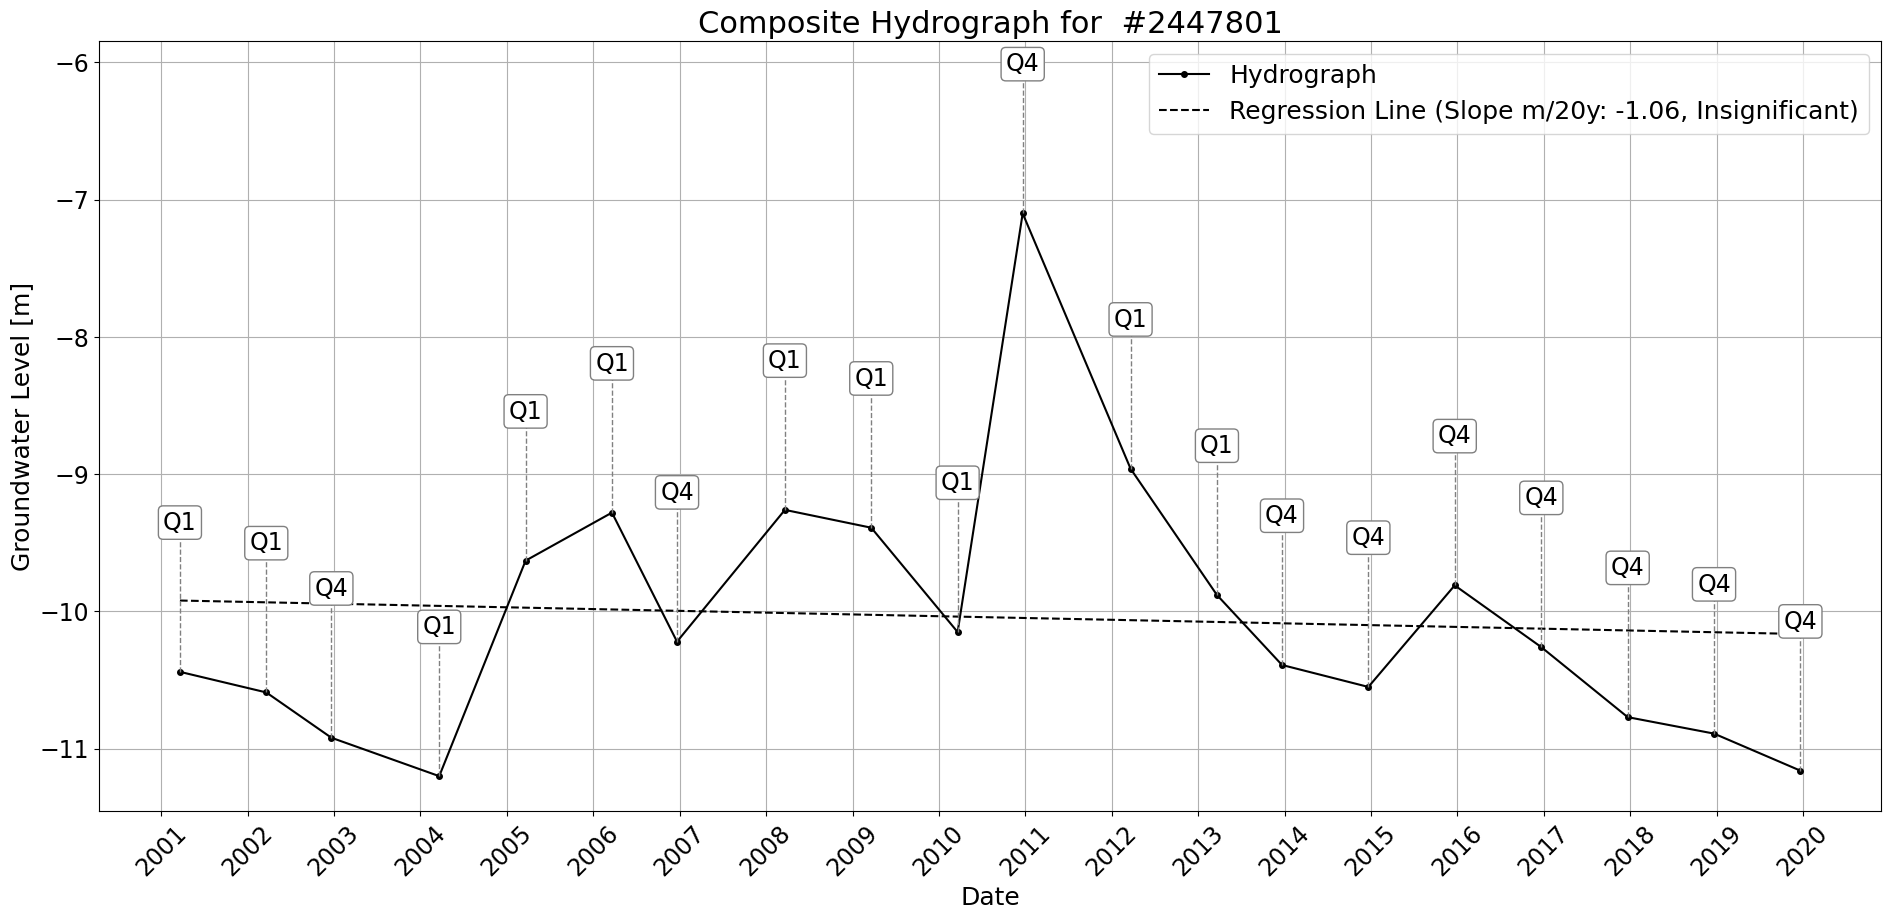 Composite Hydrograph for  #2447801
Hydrograph
Regression Line (Slope m/20y: -1.06, Insignificant)
Groundwater Level [m]
−6
−7
−8
−9
−10
−11
Q1
Q1
Q4
Q1
Q1
Q1
Q4
Q1
Q1
Q1
Q4
Q1
Q1
Q4
Q4
Q4
Q4
Q4
Q4
Q4
2001
2002
2003
2004
2005
2006
2007
2008
2009
2010
2011
2012
2013
2014
2015
2016
2017
2018
2019
2020
Date